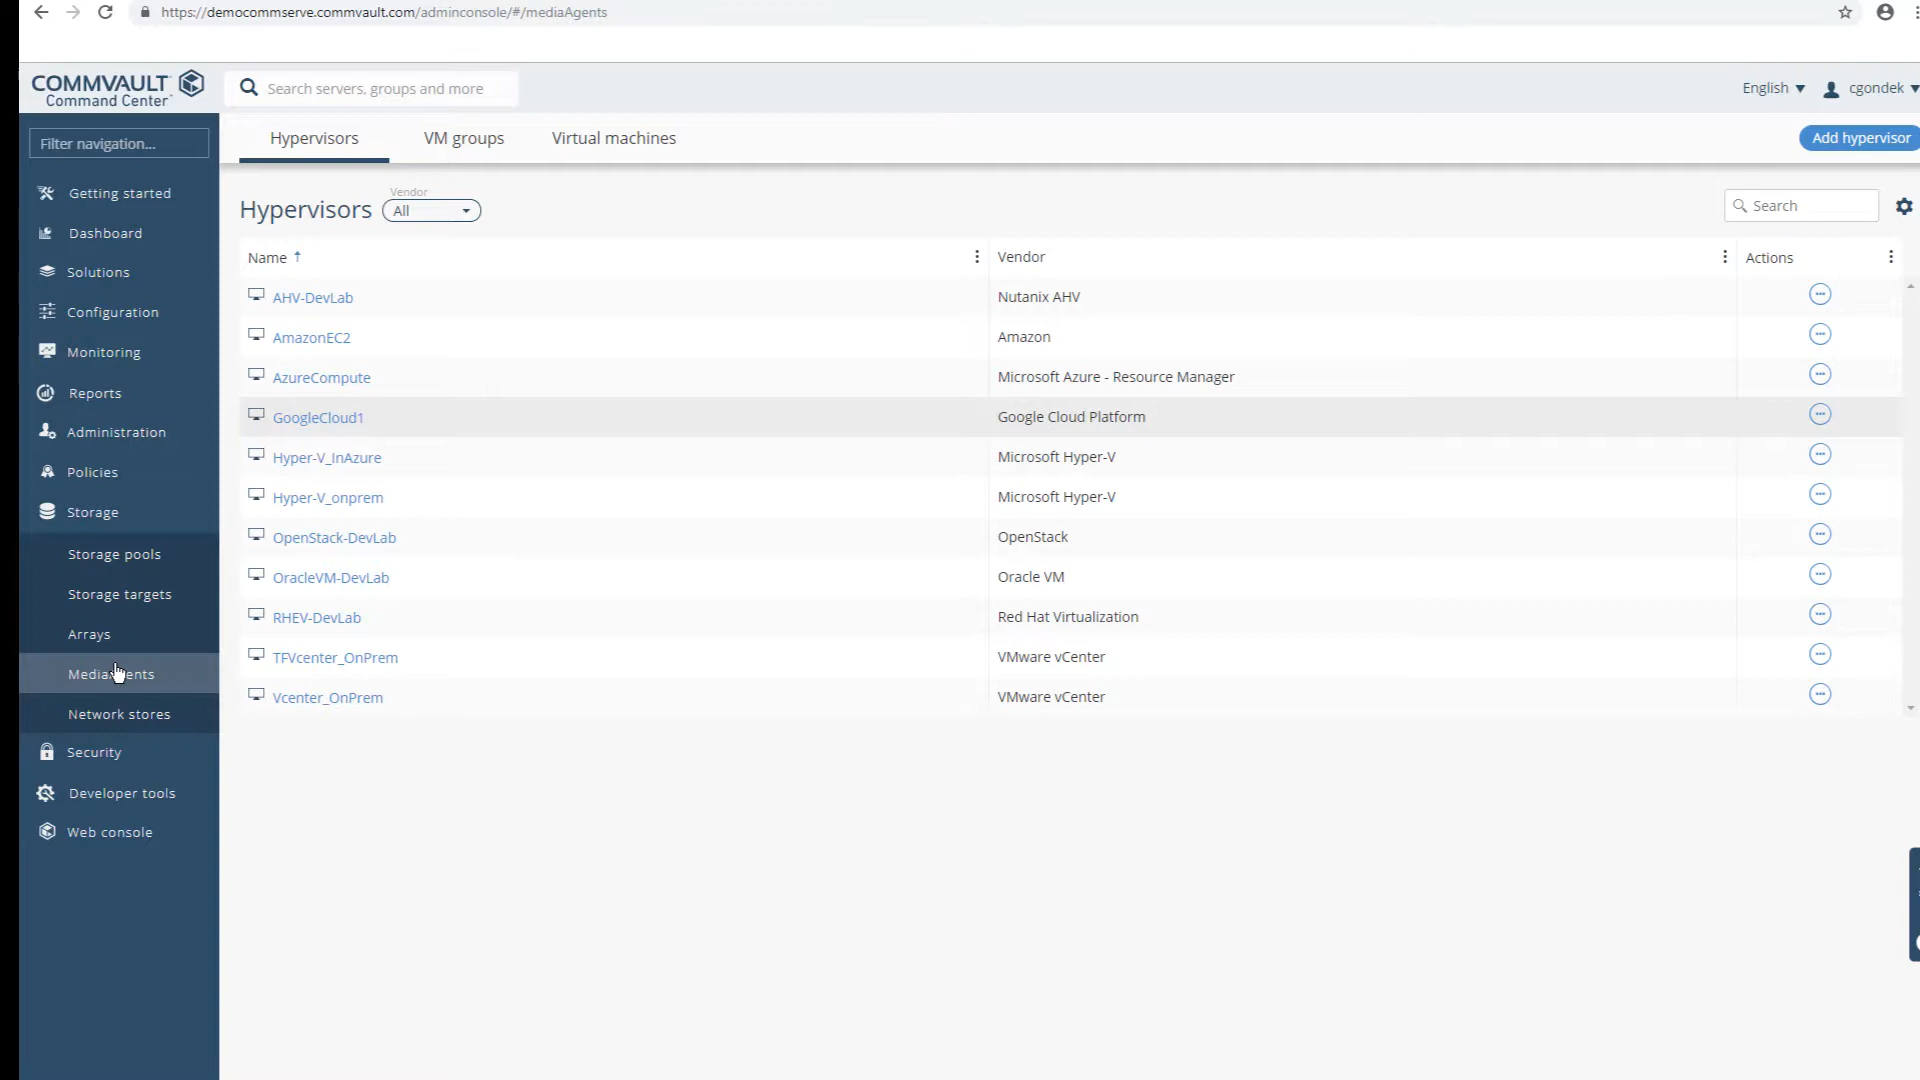 https://democommserve.commvault.com/adminconsole/#/mediaAgents
COMMVAULT
Command Center
Search servers, groups and more
English
cgondek
Filter navigation...
Hypervisors
VM groups
Virtual machines
Add hypervisor
Getting started
Dashboard
Solutions
Configuration
Monitoring
Reports
Administration
Policies
Storage
Storage pools
Storage targets
Arrays
Network stores
Security
Developer tools
Web console
Hypervisors
Vendor
All
Search
Name Vendor Actions
AHV-DevLab Nutanix AHV
AmazonEC2 Amazon
AzureCompute Microsoft Azure - Resource Manager
GoogleCloud1 Google Cloud Platform
Hyper-V_InAzure Microsoft Hyper-V
Hyper-V_onprem Microsoft Hyper-V
OpenStack-DevLab OpenStack
OracleVM-DevLab Oracle VM
RHEV-DevLab Red Hat Virtualization
TFVcenter_OnPrem VMware vCenter
Vcenter_OnPrem VMware vCenter